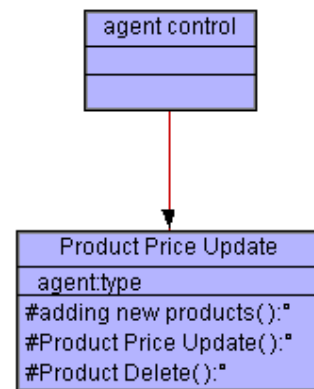 agent control
Product Price Update
agent:type
#adding new products():*
#Product Price Update():*
#Product Delete():*